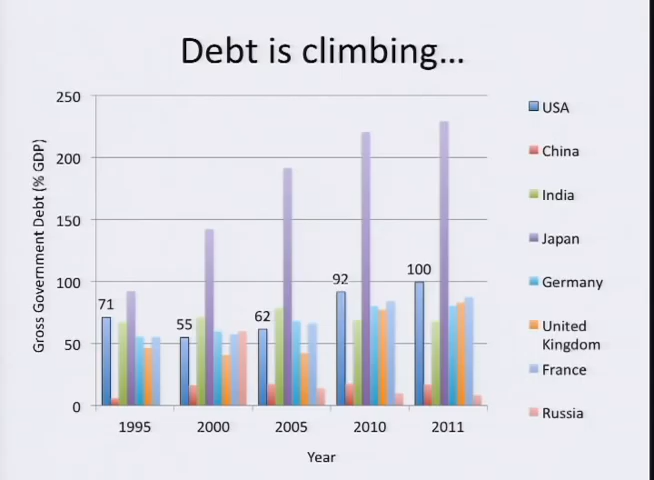 Debt is climbing...
Gross Government Debt (% GDP)
250
200
150
100
50
0
71
55
62
92
100
1995 2000 2005 2010 2011
Year
USA
China
India
Japan
Germany
United
Kingdom
France
Russia